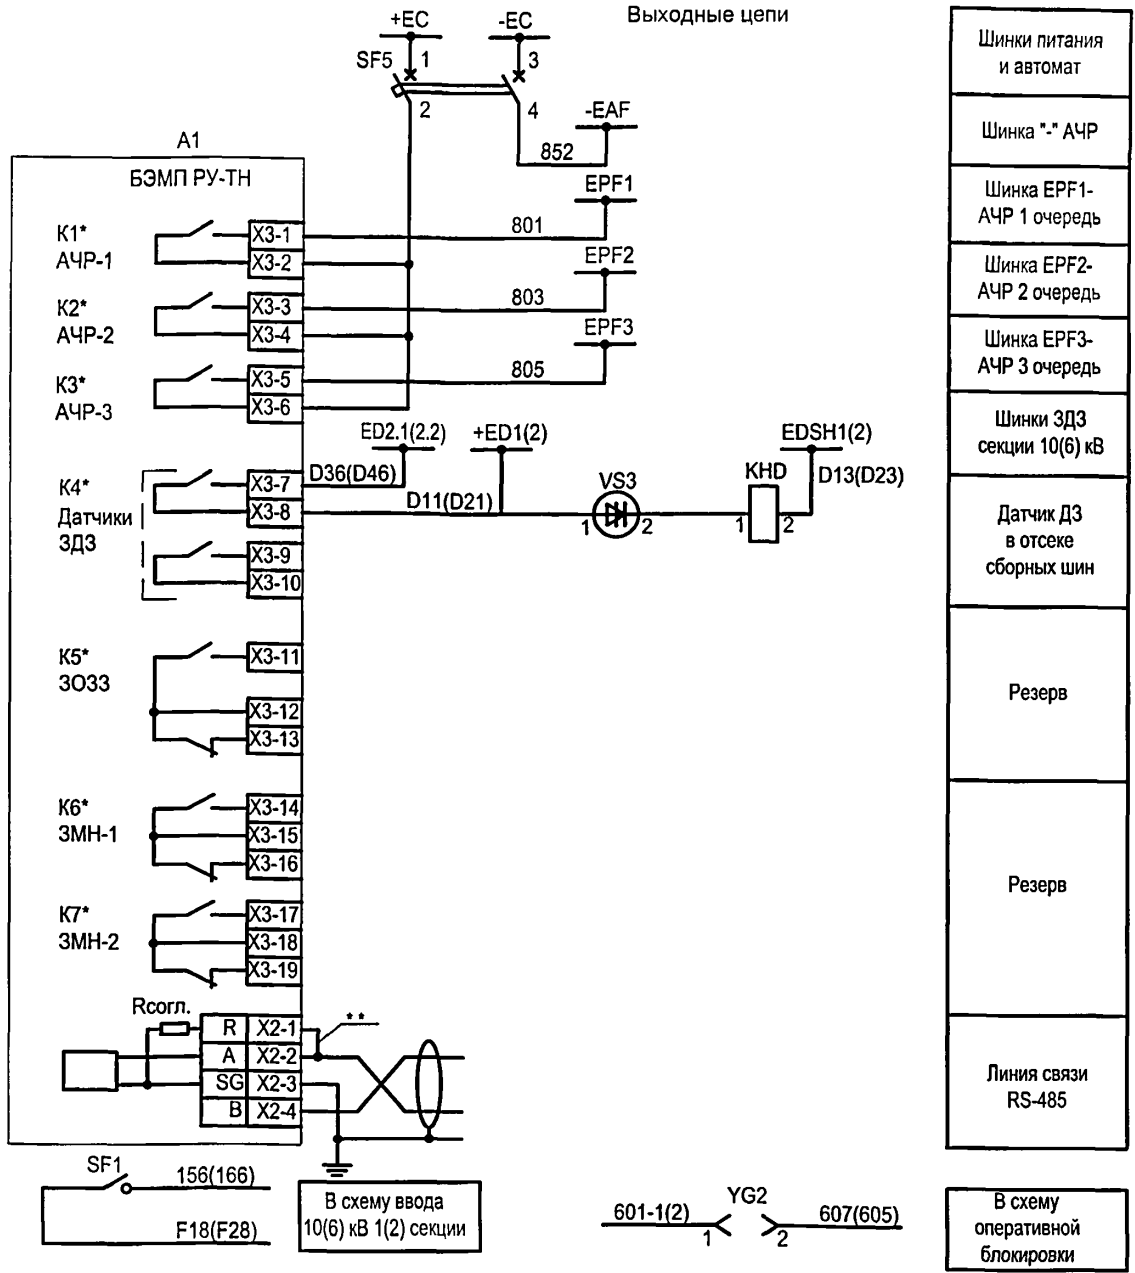 Выходные цепи
+EC
-EC
SF5
1
3
2
4
-EAF
852
A1
БЭМП РУ-ТН
EPF1
801
K1*
АЧР-1
X3-1
X3-2
EPF2
803
K2*
АЧР-2
X3-3
X3-4
EPF3
805
K3*
АЧР-3
X3-5
X3-6
ED2.1(2.2)
+ED1(2)
EDSH1(2)
D36(D46)
D11(D21)
VS3
1
2
KHD
1
2
D13(D23)
K4*
Датчики
ЗДЗ
X3-7
X3-8
X3-9
X3-10
K5*
ЗОЗЗ
X3-11
X3-12
X3-13
K6*
ЗМН-1
X3-14
X3-15
X3-16
K7*
ЗМН-2
X3-17
X3-18
X3-19
Rсогл.
**
R X2-1
A X2-2
SG X2-3
B X2-4
SF1
156(166)
F18(F28)
В схему ввода
10(6) кВ 1(2) секции
601-1(2)
YG2
1
2
607(605)
Шинки питания
и автомат
Шинка "-" АЧР
Шинка EPF1-
АЧР 1 очередь
Шинка EPF2-
АЧР 2 очередь
Шинка EPF3-
АЧР 3 очередь
Шинки ЗДЗ
секции 10(6) кВ
Датчик ДЗ
в отсеке
сборных шин
Резерв
Резерв
Линия связи
RS-485
В схему
оперативной
блокировки